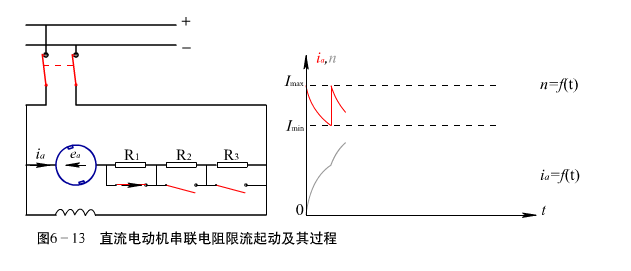 +
−
iₐ
eₐ
R₁
R₂
R₃
iₐ,n
Imax
n=f(t)
Imin
iₐ=f(t)
0
t
图6-13 直流电动机串联电阻限流起动及其过程